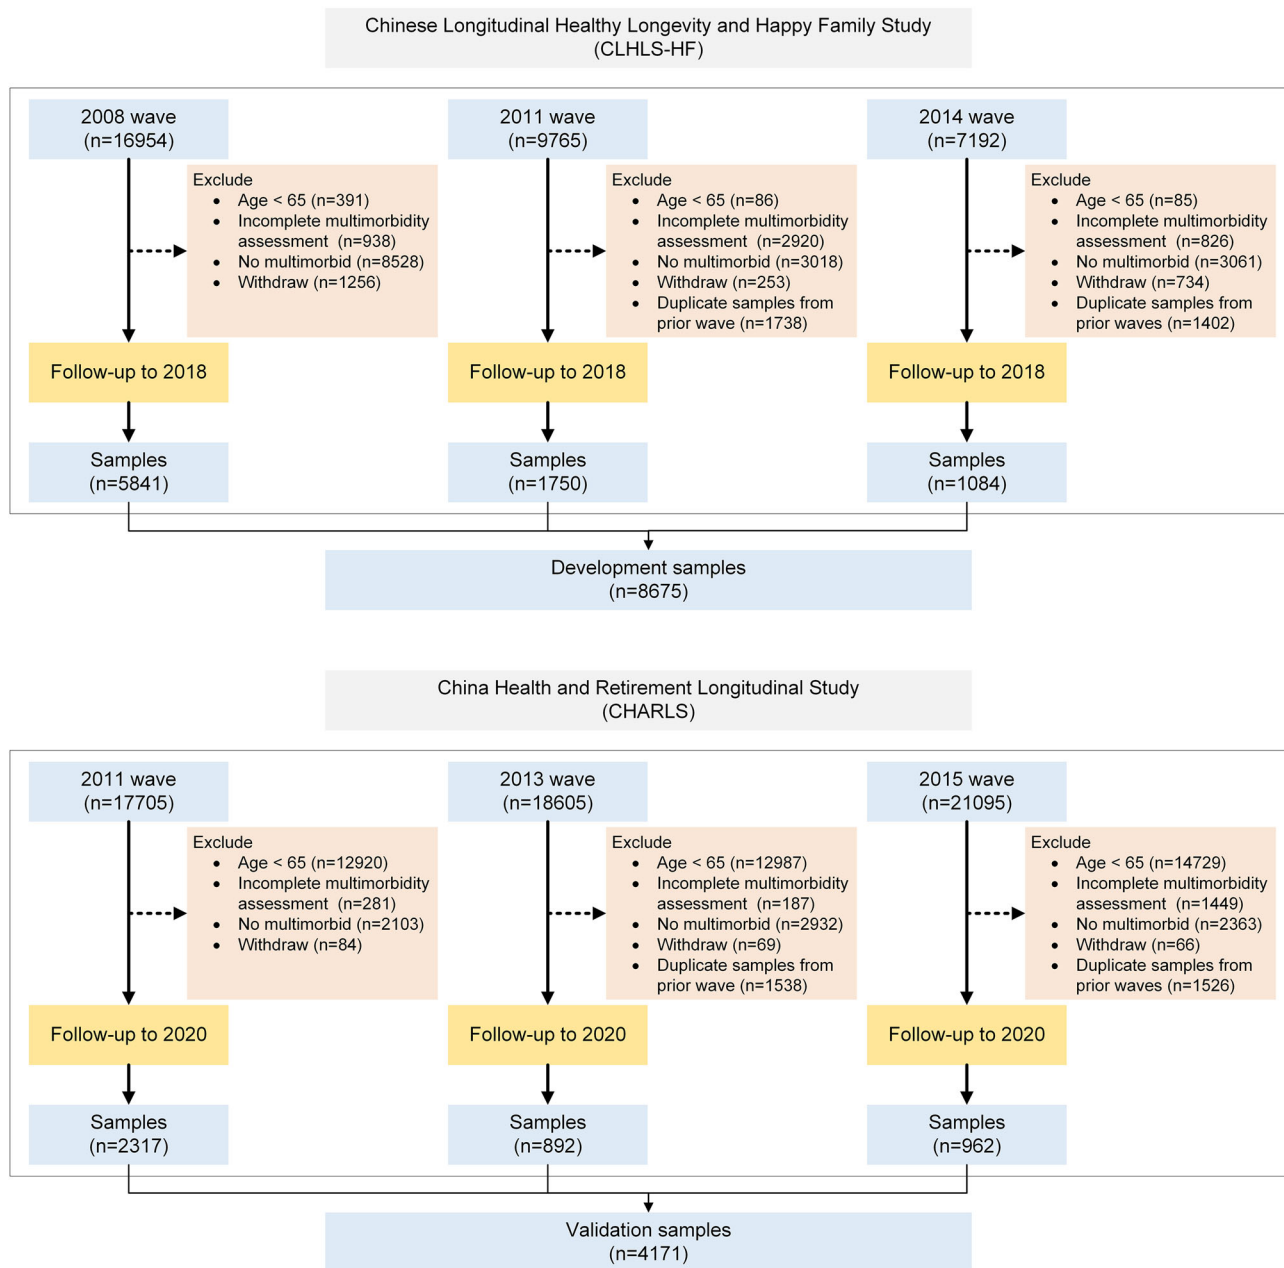 Chinese Longitudinal Healthy Longevity and Happy Family Study
(CLHLS-HF)
2008 wave
(n=16954)
Exclude
• Age < 65 (n=391)
• Incomplete multimorbidity
assessment (n=938)
• No multimorbid (n=8528)
• Withdraw (n=1256)
Follow-up to 2018
Samples
(n=5841)
2011 wave
(n=9765)
Exclude
• Age < 65 (n=86)
• Incomplete multimorbidity
assessment (n=2920)
• No multimorbid (n=3018)
• Withdraw (n=253)
• Duplicate samples from
prior wave (n=1738)
Follow-up to 2018
Samples
(n=1750)
2014 wave
(n=7192)
Exclude
• Age < 65 (n=85)
• Incomplete multimorbidity
assessment (n=826)
• No multimorbid (n=3061)
• Withdraw (n=734)
• Duplicate samples from
prior waves (n=1402)
Follow-up to 2018
Samples
(n=1084)
Development samples
(n=8675)
China Health and Retirement Longitudinal Study
(CHARLS)
2011 wave
(n=17705)
Exclude
• Age < 65 (n=12920)
• Incomplete multimorbidity
assessment (n=281)
• No multimorbid (n=2103)
• Withdraw (n=84)
Follow-up to 2020
Samples
(n=2317)
2013 wave
(n=18605)
Exclude
• Age < 65 (n=12987)
• Incomplete multimorbidity
assessment (n=187)
• No multimorbid (n=2932)
• Withdraw (n=69)
• Duplicate samples from
prior wave (n=1538)
Follow-up to 2020
Samples
(n=892)
2015 wave
(n=21095)
Exclude
• Age < 65 (n=14729)
• Incomplete multimorbidity
assessment (n=1449)
• No multimorbid (n=2363)
• Withdraw (n=66)
• Duplicate samples from
prior waves (n=1526)
Follow-up to 2020
Samples
(n=962)
Validation samples
(n=4171)